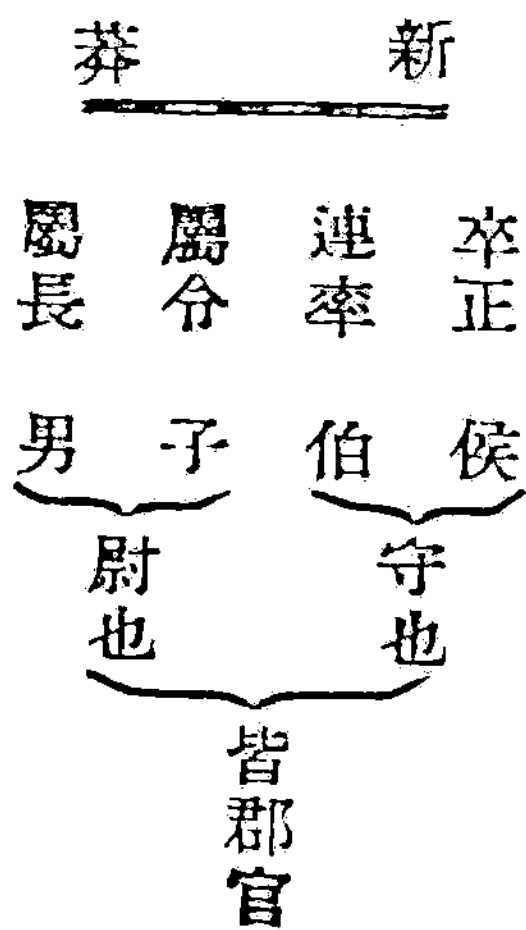 新莽
卒正 侯
連率 伯
守也
屬令 子
屬長 男
尉也
皆郡官